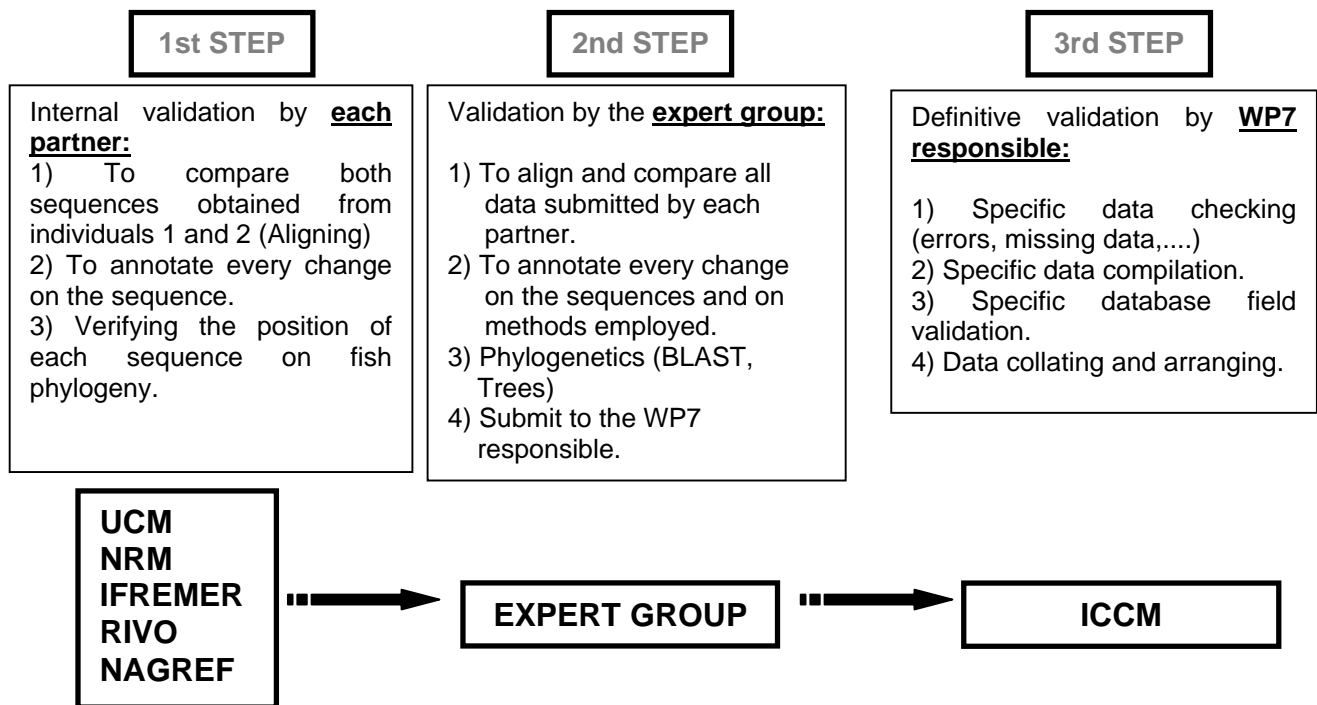 1st STEP
Internal validation by each
partner:
1) To compare both
sequences obtained from
individuals 1 and 2 (Aligning)
2) To annotate every change
on the sequence.
3) Verifying the position of
each sequence on fish
phylogeny.
UCM
NRM
IFREMER
RIVO
NAGREF
2nd STEP
Validation by the expert group:
1) To align and compare all
data submitted by each
partner.
2) To annotate every change
on the sequences and on
methods employed.
3) Phylogenetics (BLAST,
Trees)
4) Submit to the WP7
responsible.
EXPERT GROUP
3rd STEP
Definitive validation by WP7
responsible:
1) Specific data checking
(errors, missing data,....)
2) Specific data compilation.
3) Specific database field
validation.
4) Data collating and arranging.
ICCM